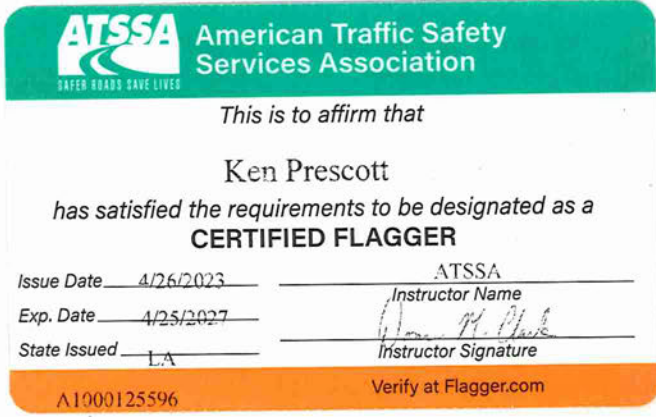 ATSSA
SAFER ROADS SAVE LIVES
American Traffic Safety
Services Association
This is to affirm that
Ken Prescott
has satisfied the requirements to be designated as a
CERTIFIED FLAGGER
Issue Date 4/26/2023
ATSSA
Instructor Name
Exp. Date 4/25/2027
State Issued LA
Instructor Signature
A1000125596
Verify at Flagger.com